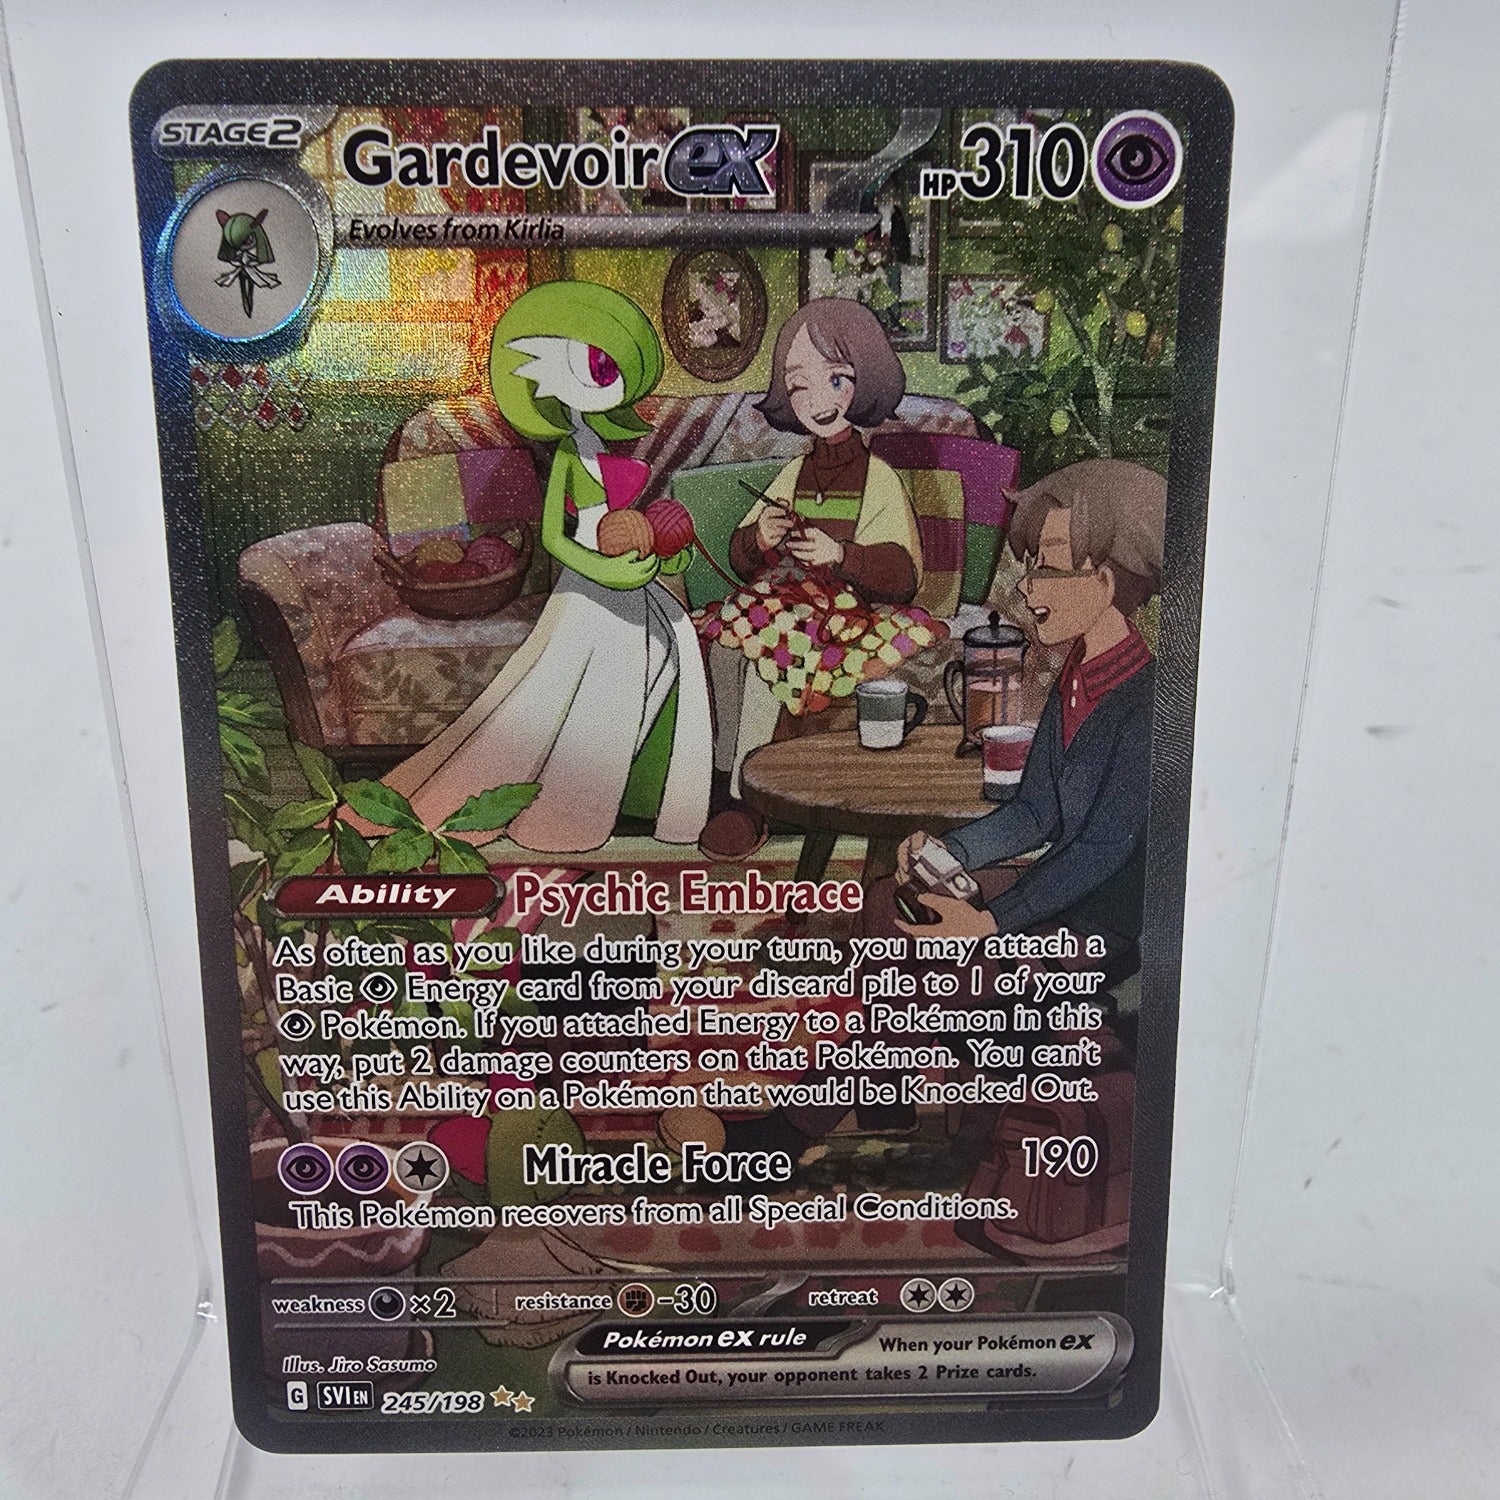 STAGE2 Gardevoir ex HP310
Evolves from Kirlia
Ability Psychic Embrace
As often as you like during your turn, you may attach a
Basic Energy card from your discard pile to 1 of your
Pokémon. If you attached Energy to a Pokémon in this
way, put 2 damage counters on that Pokémon. You can't
use this Ability on a Pokémon that would be Knocked Out.
Miracle Force 190
This Pokémon recovers from all Special Conditions.
weakness ×2 resistance -30 retreat
Pokémon ex rule When your Pokémon ex
is Knocked Out, your opponent takes 2 Prize cards.
Illus. Jiro Sasumo
G SVI EN 245/198
©2023 Pokémon / Nintendo / Creatures / GAME FREAK